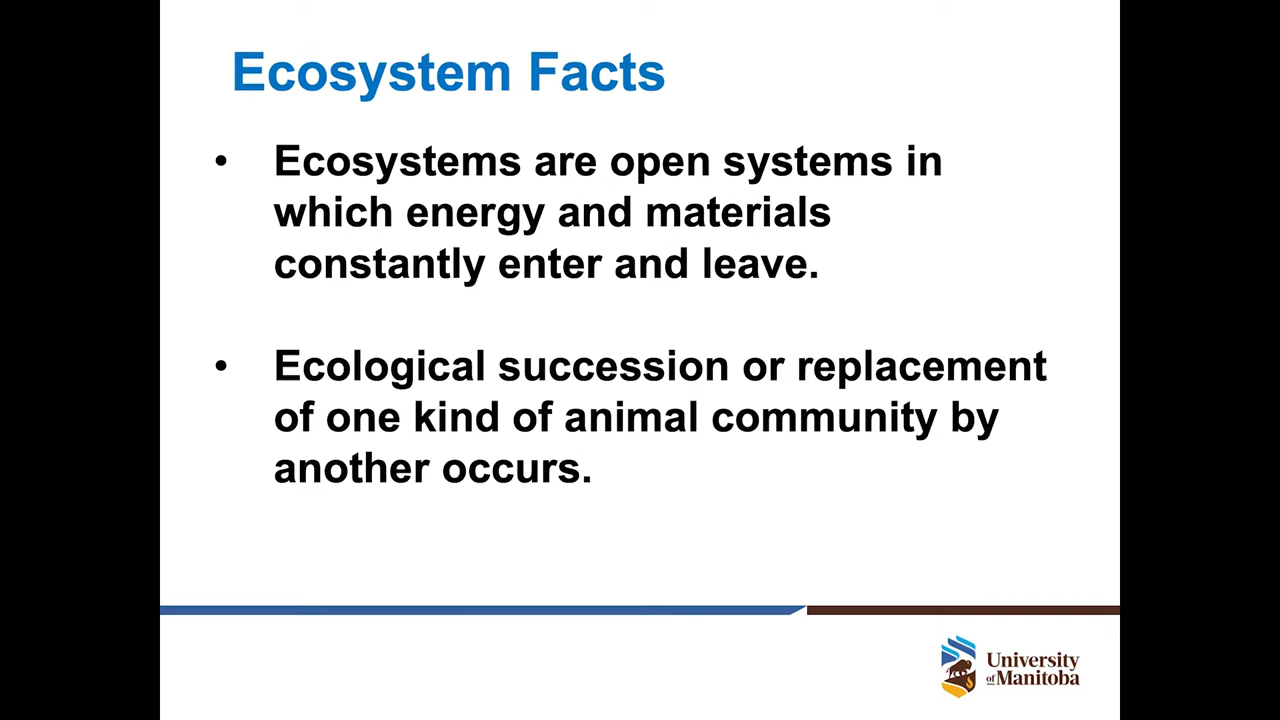 Ecosystem Facts
• Ecosystems are open systems in
which energy and materials
constantly enter and leave.
• Ecological succession or replacement
of one kind of animal community by
another occurs.
University
of Manitoba